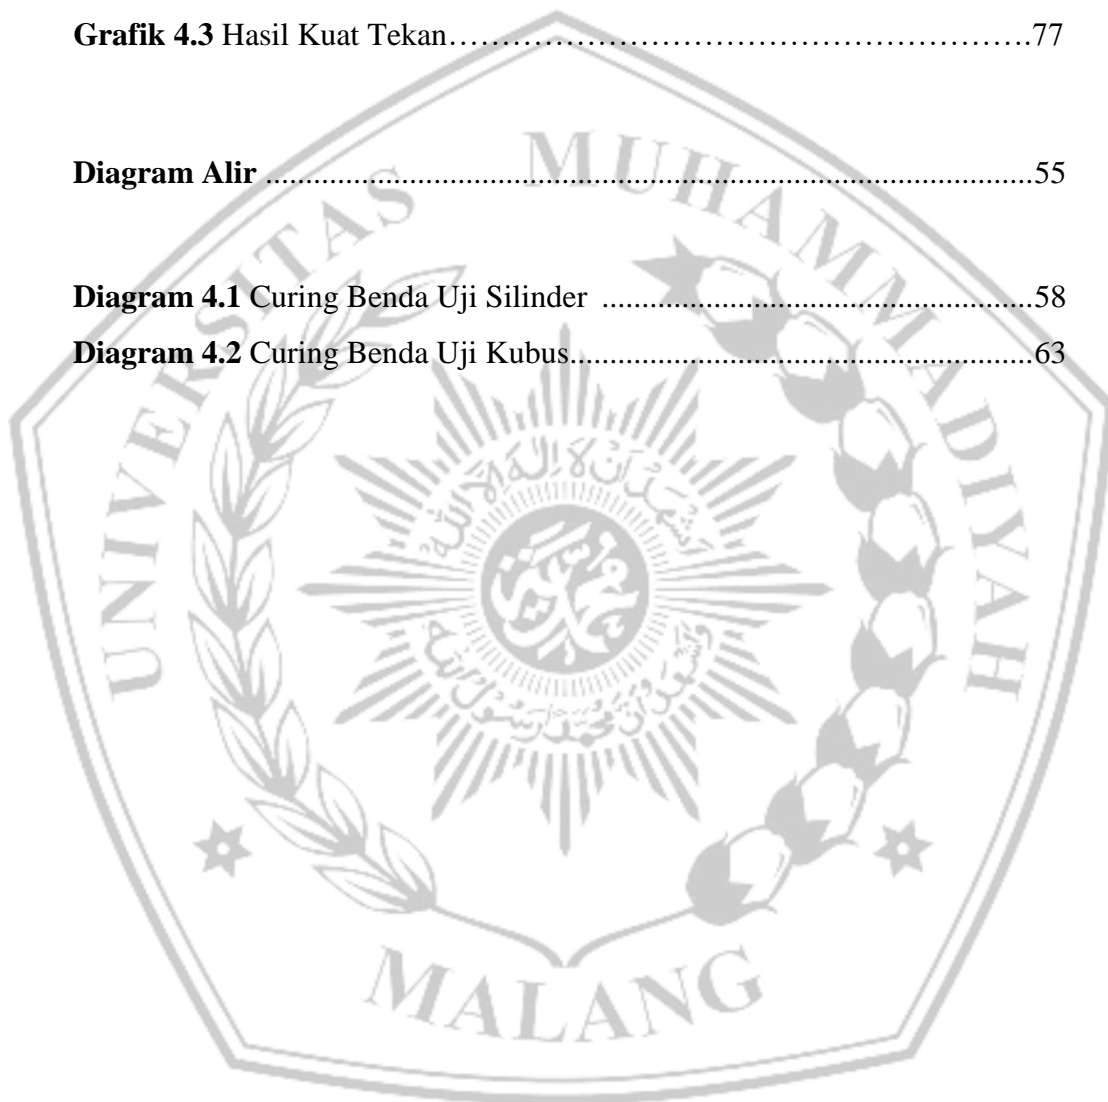 Grafik 4.3 Hasil Kuat Tekan……………………………………………….77
Diagram Alir ................................................................................................55
Diagram 4.1 Curing Benda Uji Silinder ......................................................58
Diagram 4.2 Curing Benda Uji Kubus..........................................................63
UNIVERSITAS MUHAMMADIYAH
MALANG